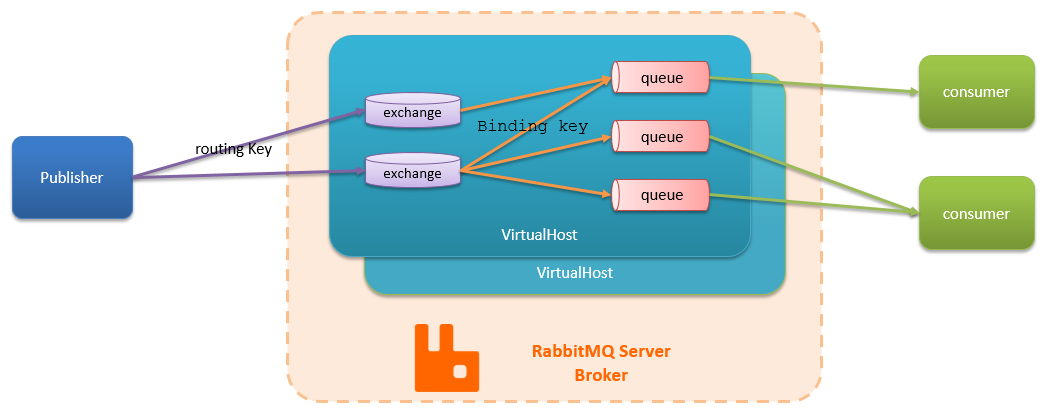 Publisher
routing Key
exchange
exchange
Binding key
queue
queue
queue
VirtualHost
VirtualHost
consumer
consumer
RabbitMQ Server
Broker